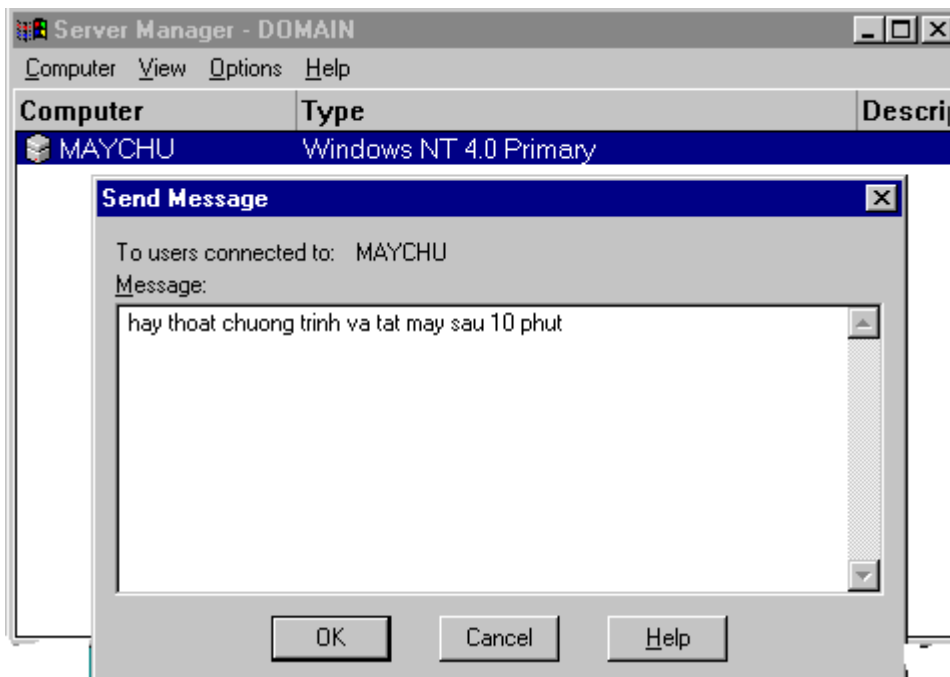 Server Manager - DOMAIN
Computer View Options Help
Computer Type Descrip
MAYCHU Windows NT 4.0 Primary
Send Message
To users connected to: MAYCHU
Message:
hay thoat chuong trinh va tat may sau 10 phut
OK Cancel Help